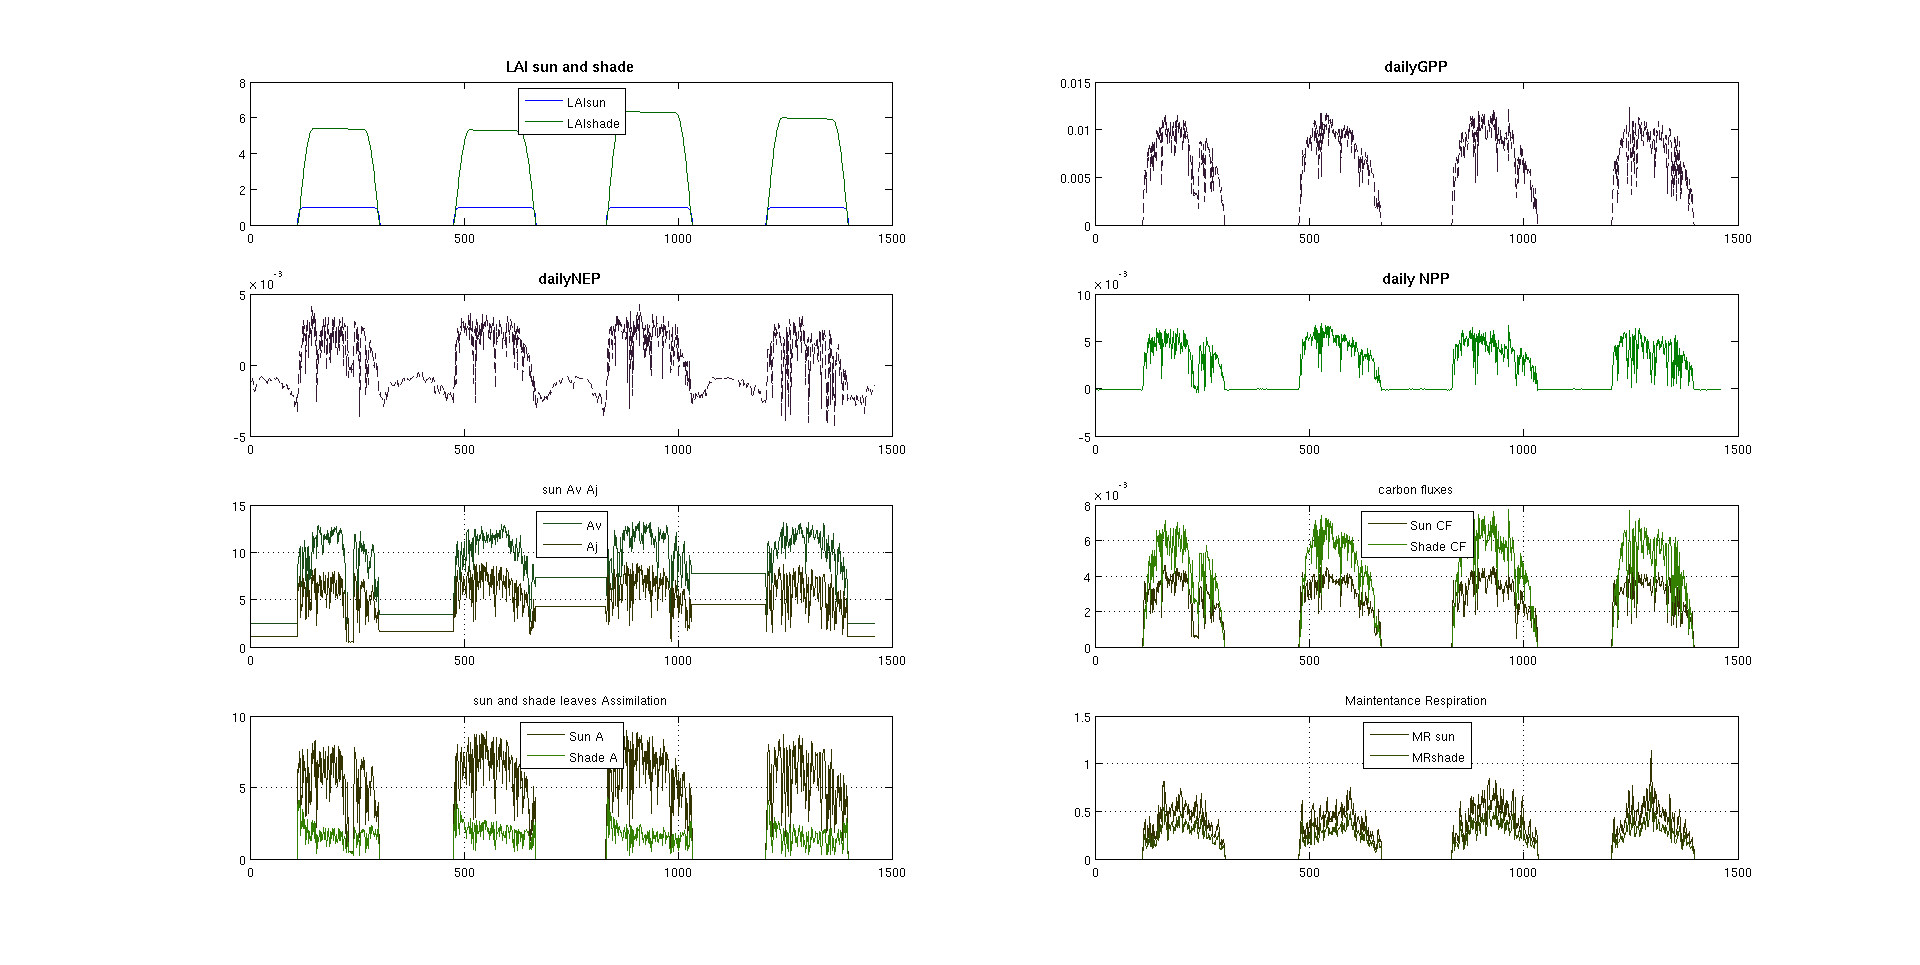 LAI sun and shade
8
6
4
2
0
0 500 1000 1500
LAIsun
LAIshade
dailyGPP
0.015
0.01
0.005
0
0 500 1000 1500
dailyNEP
× 10^-3
5
0
-5
0 500 1000 1500
daily NPP
× 10^-3
10
5
0
-5
0 500 1000 1500
sun Av Aj
15
10
5
0
0 500 1000 1500
Av
Aj
carbon fluxes
× 10^-3
8
6
4
2
0
0 500 1000 1500
Sun CF
Shade CF
sun and shade leaves Assimilation
10
5
0
0 500 1000 1500
Sun A
Shade A
Maintentance Respiration
1.5
1
0.5
0
0 500 1000 1500
MR sun
MRshade